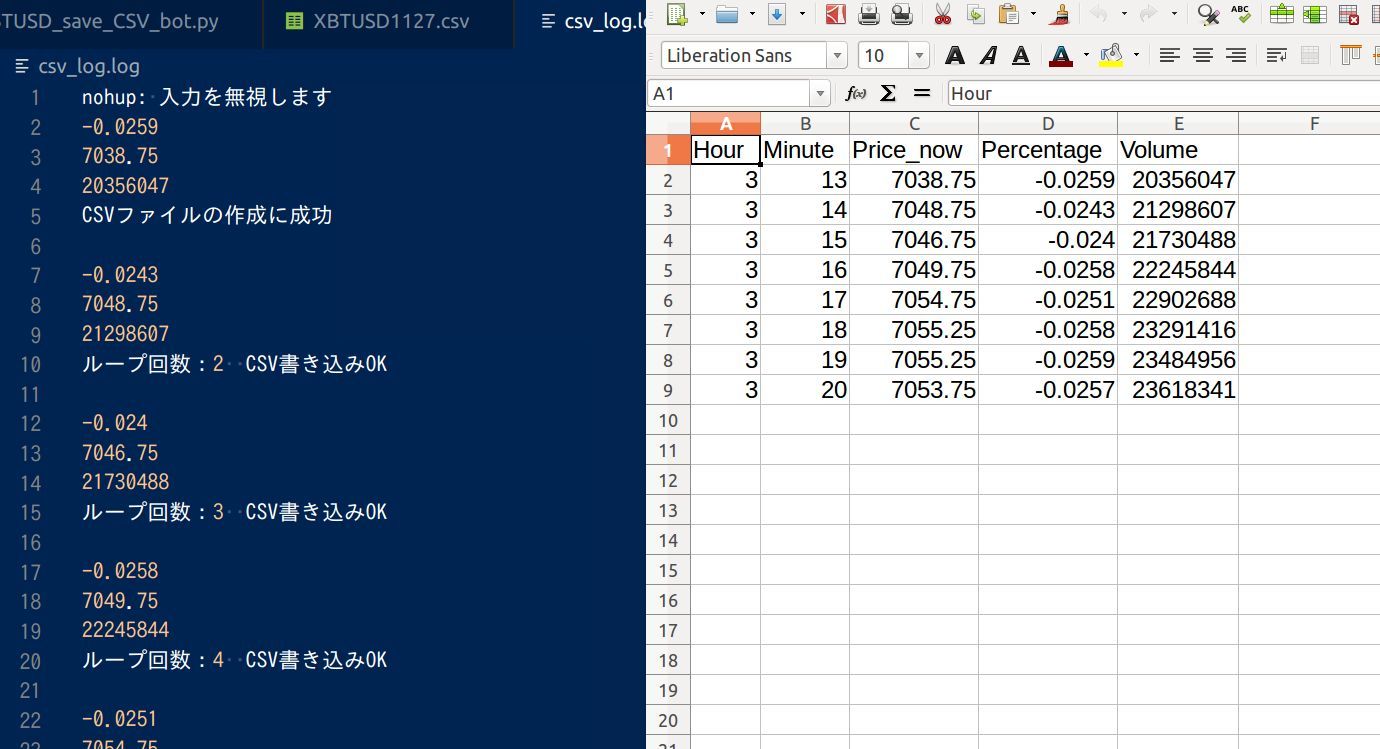 TUSD_save_CSV_bot.py
XBTUSD1127.csv
csv_log.l
csv_log.log
1 nohup: 入力を無視します
2 -0.0259
3 7038.75
4 20356047
5 CSVファイルの作成に成功
6
7 -0.0243
8 7048.75
9 21298607
10 ループ回数：2 CSV書き込みOK
11
12 -0.024
13 7046.75
14 21730488
15 ループ回数：3 CSV書き込みOK
16
17 -0.0258
18 7049.75
19 22245844
20 ループ回数：4 CSV書き込みOK
21
22 -0.0251
23 7054.75
ABC
Liberation Sans 10 A A A A
A1 f(x) Σ = Hour
A B C D E F
1 Hour Minute Price_now Percentage Volume
2 3 13 7038.75 -0.0259 20356047
3 3 14 7048.75 -0.0243 21298607
4 3 15 7046.75 -0.024 21730488
5 3 16 7049.75 -0.0258 22245844
6 3 17 7054.75 -0.0251 22902688
7 3 18 7055.25 -0.0258 23291416
8 3 19 7055.25 -0.0259 23484956
9 3 20 7053.75 -0.0257 23618341
10
11
12
13
14
15
16
17
18
19
20
21